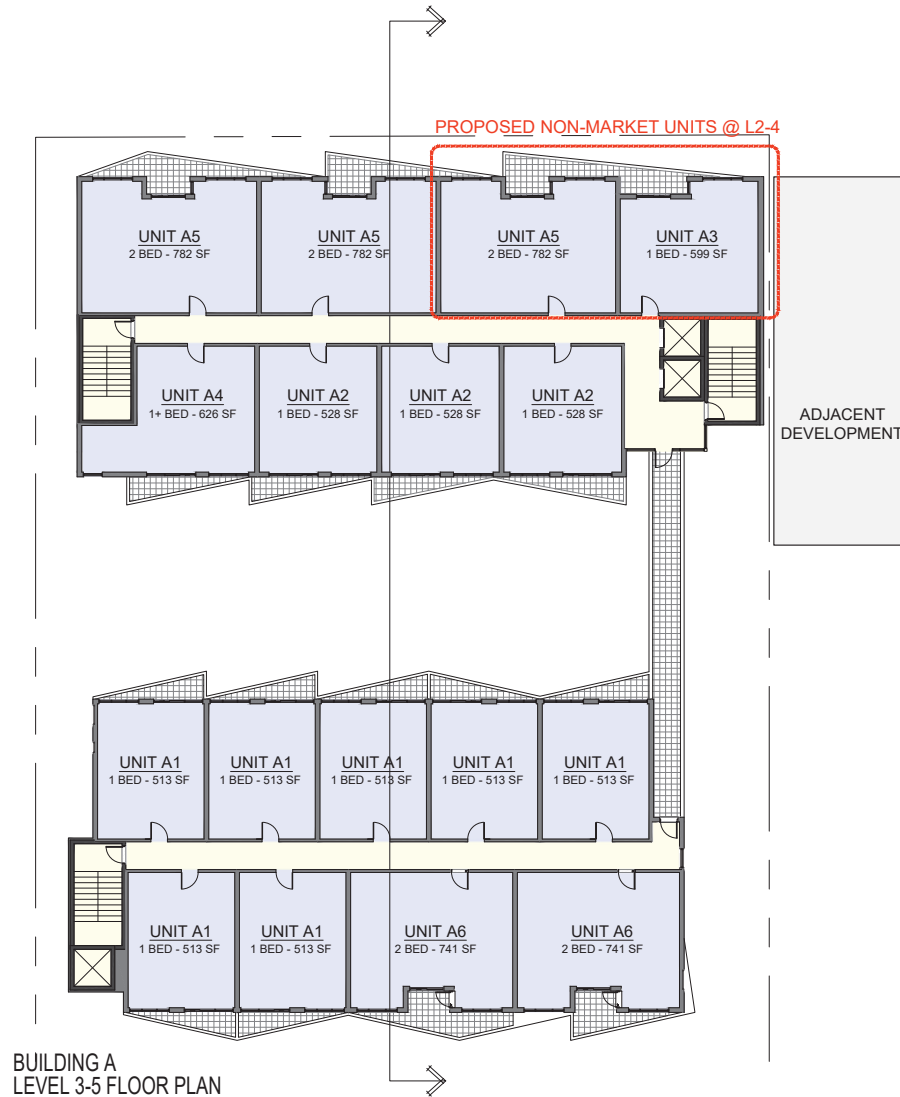 PROPOSED NON-MARKET UNITS @ L2-4
UNIT A5
2 BED - 782 SF
UNIT A5
2 BED - 782 SF
UNIT A5
2 BED - 782 SF
UNIT A3
1 BED - 599 SF
UNIT A4
1+ BED - 626 SF
UNIT A2
1 BED - 528 SF
UNIT A2
1 BED - 528 SF
UNIT A2
1 BED - 528 SF
ADJACENT
DEVELOPMENT
UNIT A1
1 BED - 513 SF
UNIT A1
1 BED - 513 SF
UNIT A1
1 BED - 513 SF
UNIT A1
1 BED - 513 SF
UNIT A1
1 BED - 513 SF
UNIT A1
1 BED - 513 SF
UNIT A1
1 BED - 513 SF
UNIT A6
2 BED - 741 SF
UNIT A6
2 BED - 741 SF
BUILDING A
LEVEL 3-5 FLOOR PLAN